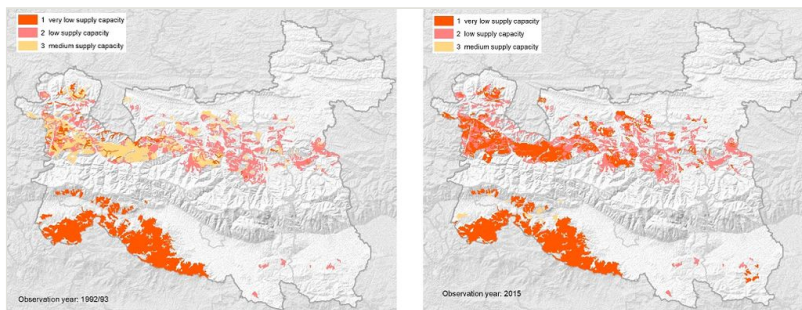 1 very low supply capacity
2 low supply capacity
3 medium supply capacity
Observation year: 1992/93
1 very low supply capacity
2 low supply capacity
3 medium supply capacity
Observation year: 2015